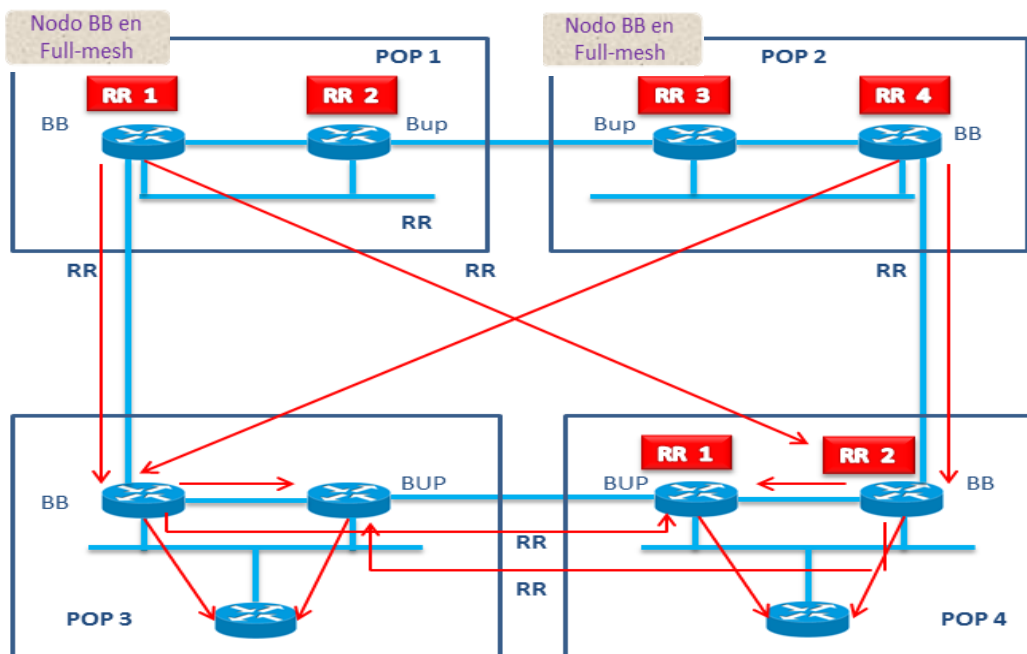 Nodo BB en
Full-mesh
POP 1
RR 1
RR 2
BB
Bup
RR
Nodo BB en
Full-mesh
POP 2
RR 3
RR 4
Bup
BB
RR
RR
RR
BB
BUP
POP 3
RR
RR
RR 1
RR 2
BUP
BB
POP 4